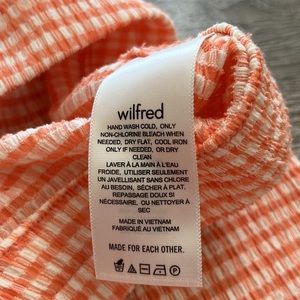 wilfred
HAND WASH COLD, ONLY
NON-CHLORINE BLEACH WHEN
NEEDED, DRY FLAT, COOL IRON
ONLY IF NEEDED, OR DRY
CLEAN
LAVER À LA MAIN À L'EAU
FROIDE, UTILISER SEULEMENT
UN JAVELLISANT SANS CHLORE
AU BESOIN, SÉCHER À PLAT.
REPASSAGE DOUX SI
NÉCESSAIRE, OU NETTOYER À
SEC
MADE IN VIETNAM
FABRIQUÉ AU VIETNAM
MADE FOR EACH OTHER.